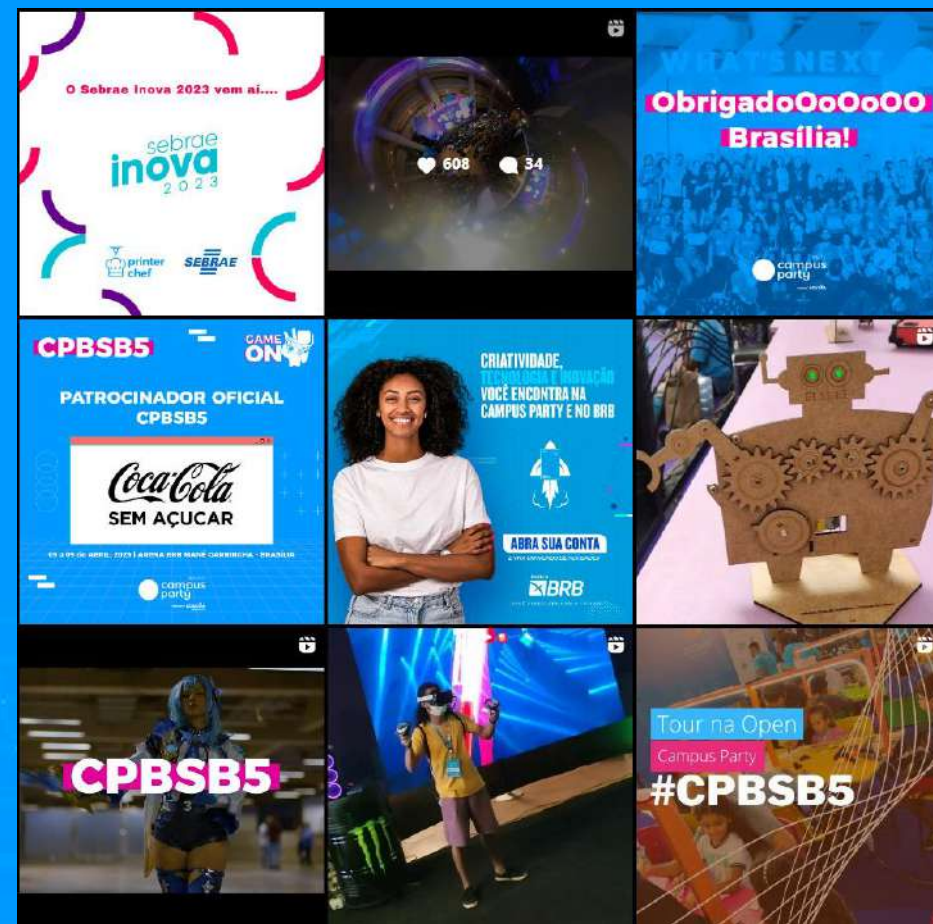 O Sebrae Inova 2023 vem aí....
sebrae
inova
2023
printer
chef
SEBRAE
608
34
WHAT'S NEXT
ObrigadoOoOoOO
Brasília!
campus
party
CPBSB5
GAME
ON
PATROCINADOR OFICIAL
CPBSB5
Coca-Cola
SEM AÇUCAR
campus
party
CRIATIVIDADE,
TECNOLOGIA E INOVAÇÃO
VOCÊ ENCONTRA NA
CAMPUS PARTY E NO BRB
ABRA SUA CONTA
BRB
CPBSB5
Tour na Open
Campus Party
#CPBSB5